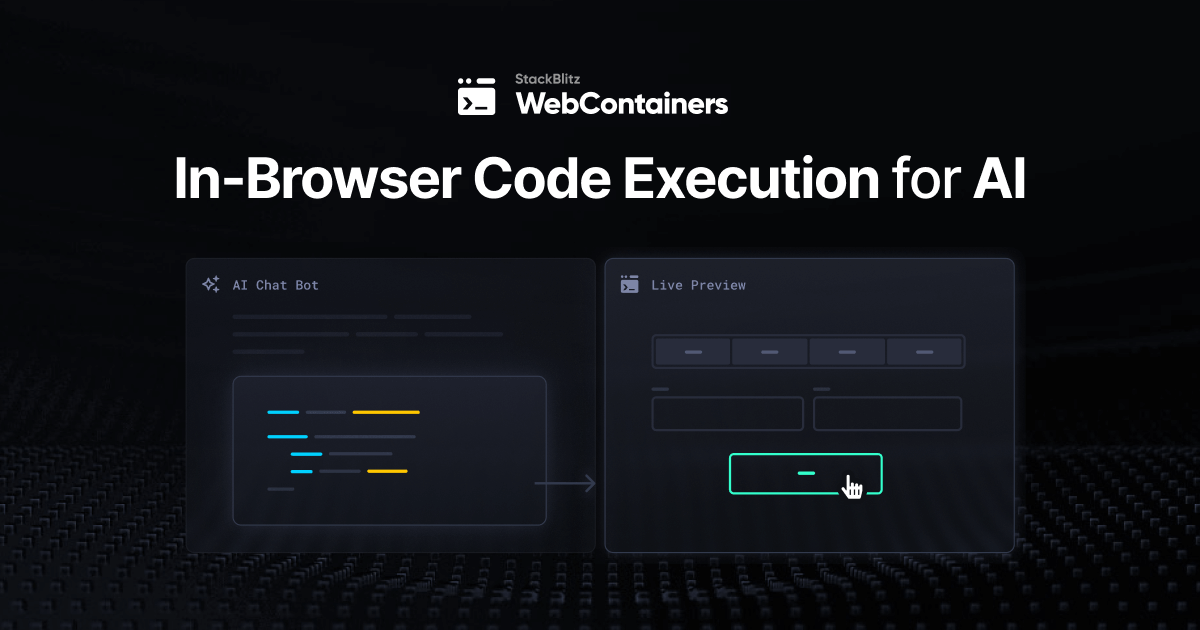 StackBlitz
WebContainers
In-Browser Code Execution for AI
AI Chat Bot
Live Preview